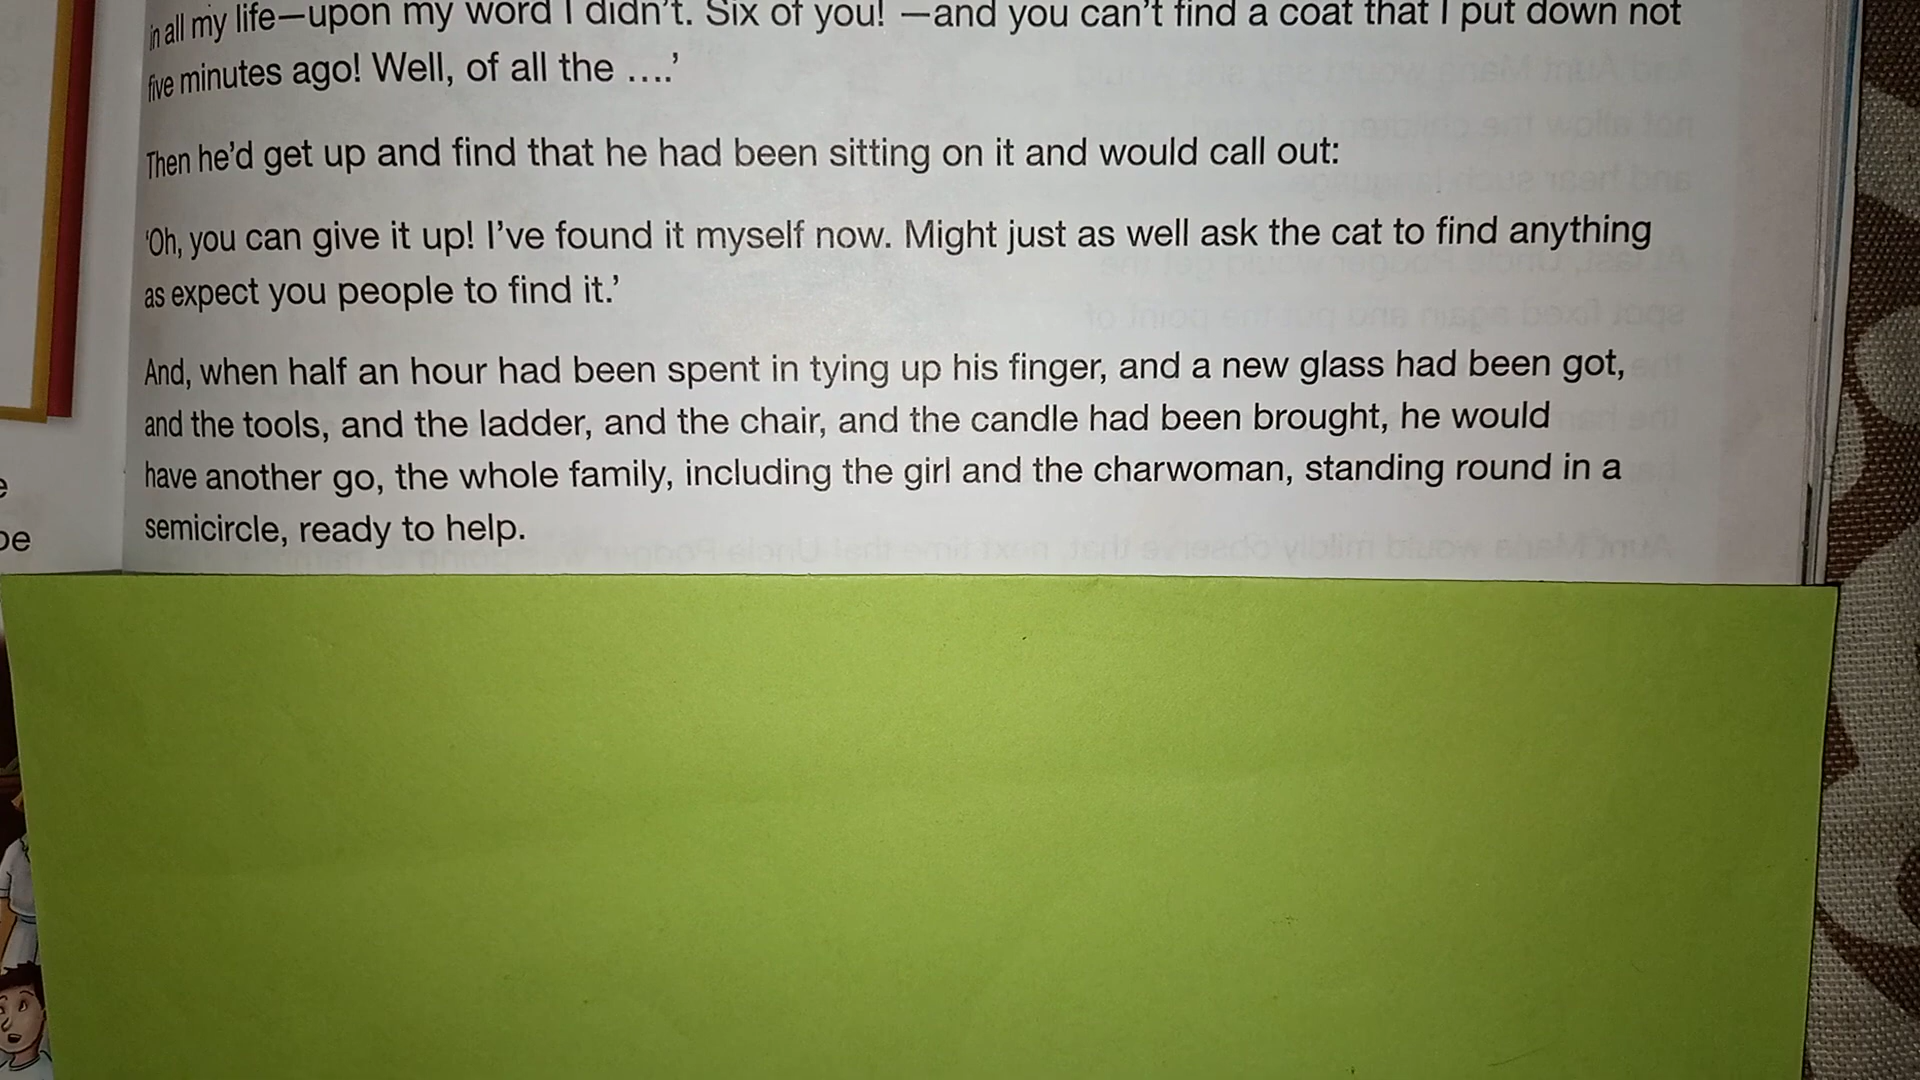 in all my life—upon my word I didn't. Six of you! —and you can't find a coat that I put down not
five minutes ago! Well, of all the ....'
Then he'd get up and find that he had been sitting on it and would call out:
'Oh, you can give it up! I've found it myself now. Might just as well ask the cat to find anything
as expect you people to find it.'
And, when half an hour had been spent in tying up his finger, and a new glass had been got,
and the tools, and the ladder, and the chair, and the candle had been brought, he would
have another go, the whole family, including the girl and the charwoman, standing round in a
semicircle, ready to help.